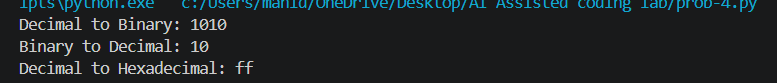 ipts\python.exe" "c:/Users/manid/OneDrive/Desktop/AI Assisted coding lab/prob-4.py"
Decimal to Binary: 1010
Binary to Decimal: 10
Decimal to Hexadecimal: ff